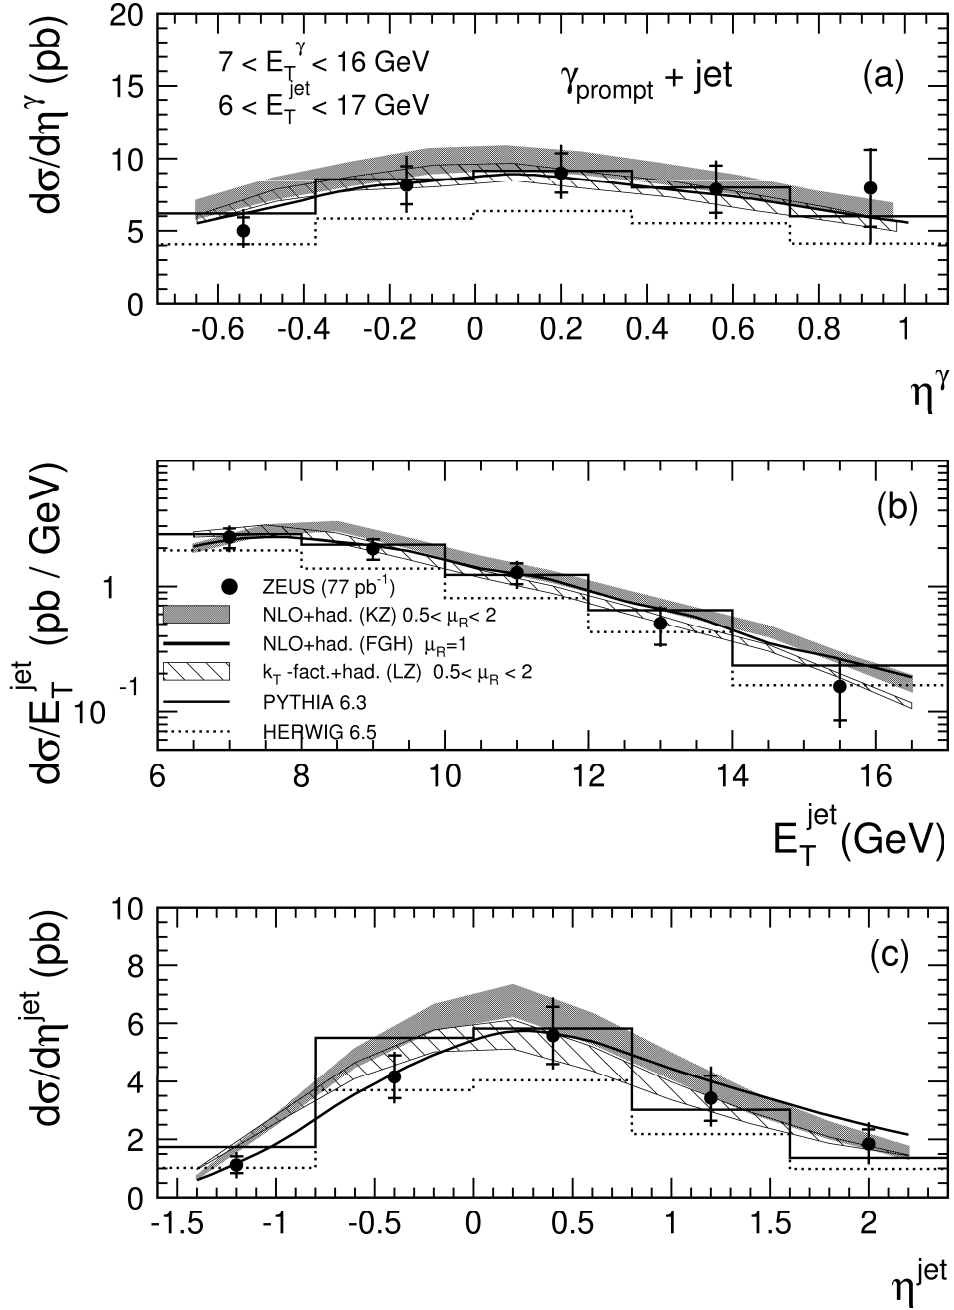 dσ/dη^γ (pb)
20
15
10
5
0
7 < E_T^γ < 16 GeV
6 < E_T^jet < 17 GeV
γ_prompt + jet
(a)
-0.6 -0.4 -0.2 0 0.2 0.4 0.6 0.8 1
η^γ
dσ/E_T^jet (pb / GeV)
1
10^-1
(b)
ZEUS (77 pb^-1)
NLO+had. (KZ) 0.5< μ_R< 2
NLO+had. (FGH) μ_R=1
k_T -fact.+had. (LZ) 0.5< μ_R < 2
PYTHIA 6.3
HERWIG 6.5
6 8 10 12 14 16
E_T^jet (GeV)
dσ/dη^jet (pb)
10
8
6
4
2
0
(c)
-1.5 -1 -0.5 0 0.5 1 1.5 2
η^jet